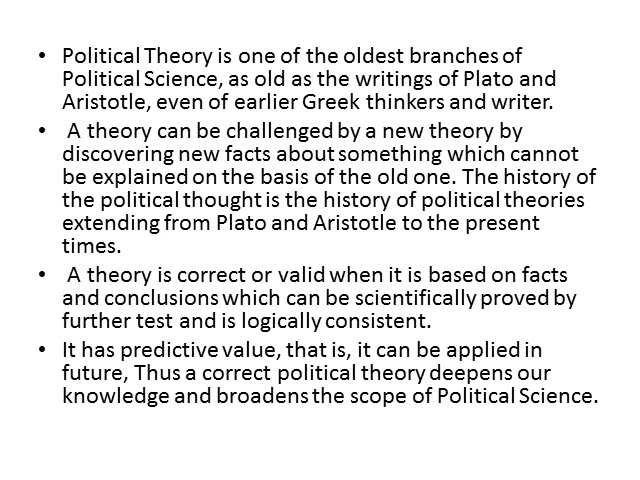 • Political Theory is one of the oldest branches of
Political Science, as old as the writings of Plato and
Aristotle, even of earlier Greek thinkers and writer.
• A theory can be challenged by a new theory by
discovering new facts about something which cannot
be explained on the basis of the old one. The history of
the political thought is the history of political theories
extending from Plato and Aristotle to the present
times.
• A theory is correct or valid when it is based on facts
and conclusions which can be scientifically proved by
further test and is logically consistent.
• It has predictive value, that is, it can be applied in
future, Thus a correct political theory deepens our
knowledge and broadens the scope of Political Science.